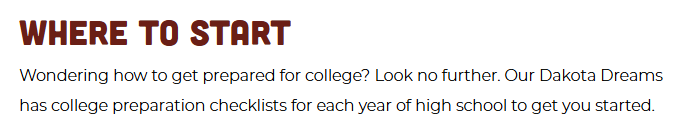 WHERE TO START
Wondering how to get prepared for college? Look no further. Our Dakota Dreams
has college preparation checklists for each year of high school to get you started.